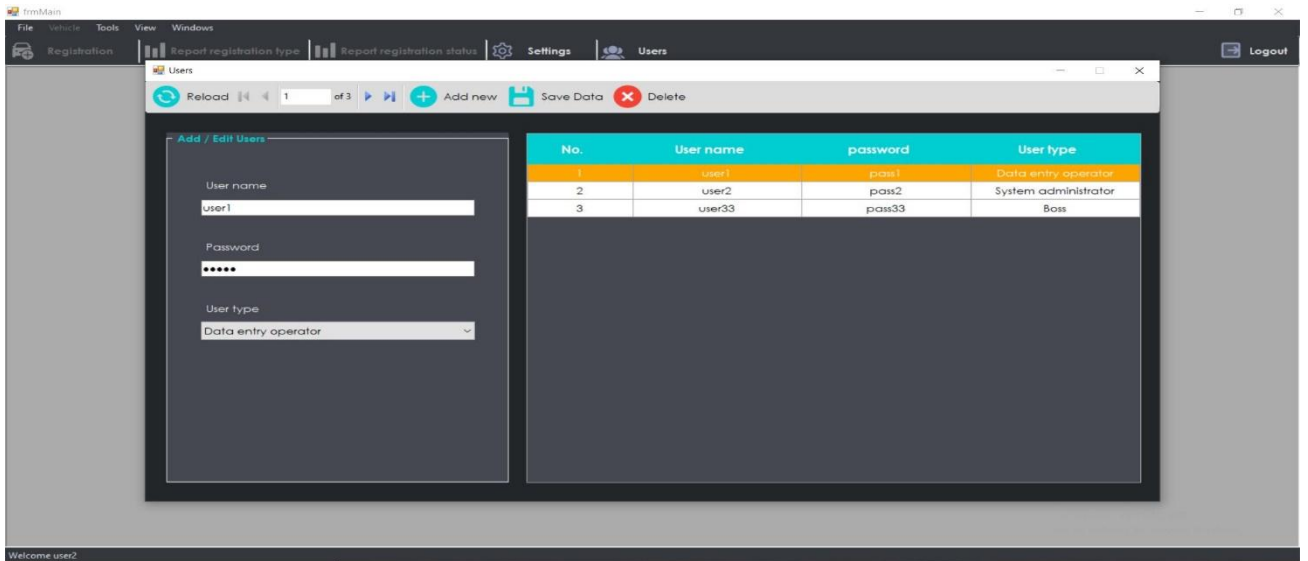 frmMain
File Vehicle Tools View Windows
Registration Report registration type Report registration status Settings Users Logout
Users
Reload 1 of 3 Add new Save Data Delete
Add / Edit Users
User name
user1
Password
•••••
User type
Data entry operator
No. User name password User type
1 user1 pass1 Data entry operator
2 user2 pass2 System administrator
3 user33 pass33 Boss
Welcome user2